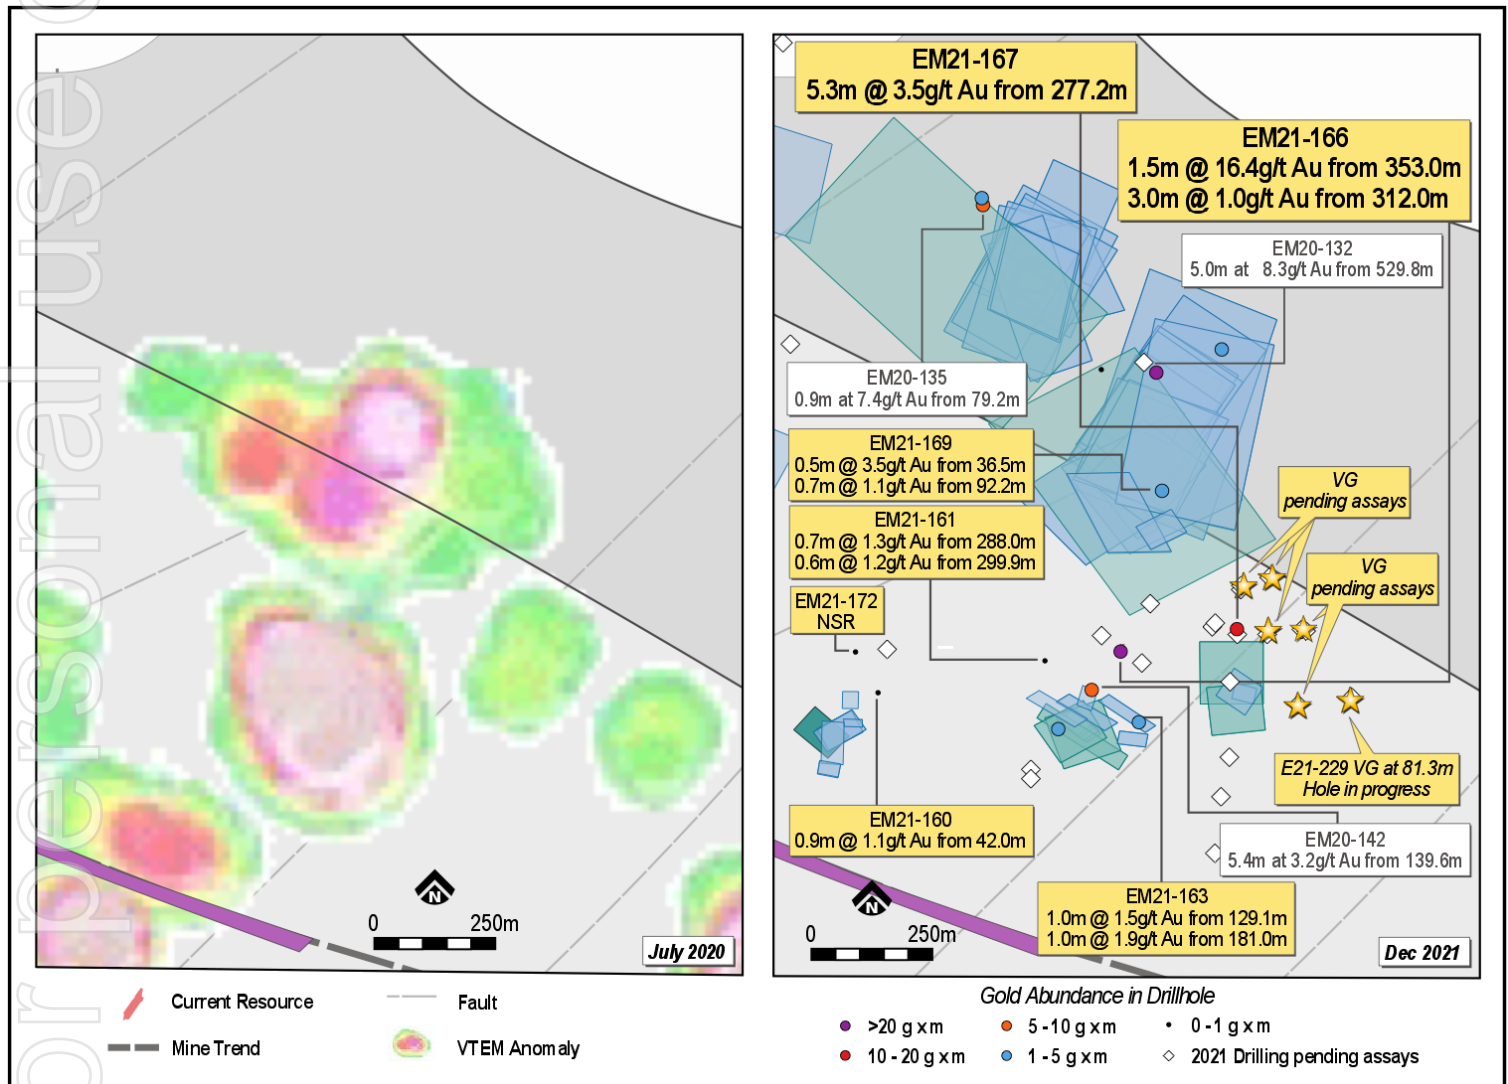 or personal use o
0 250m
N
July 2020
EM21-167
5.3m @ 3.5g/t Au from 277.2m
EM21-166
1.5m @ 16.4g/t Au from 353.0m
3.0m @ 1.0g/t Au from 312.0m
EM20-132
5.0m at 8.3g/t Au from 529.8m
EM20-135
0.9m at 7.4g/t Au from 79.2m
EM21-169
0.5m @ 3.5g/t Au from 36.5m
0.7m @ 1.1g/t Au from 92.2m
VG
pending assays
EM21-161
0.7m @ 1.3g/t Au from 288.0m
0.6m @ 1.2g/t Au from 299.9m
VG
pending assays
EM21-172
NSR
E21-229 VG at 81.3m
Hole in progress
EM21-160
0.9m @ 1.1g/t Au from 42.0m
EM20-142
5.4m at 3.2g/t Au from 139.6m
EM21-163
1.0m @ 1.5g/t Au from 129.1m
1.0m @ 1.9g/t Au from 181.0m
N
0 250m
Dec 2021
Current Resource
Fault
Mine Trend
VTEM Anomaly
Gold Abundance in Drillhole
>20 g x m
5 -10 g x m
0 -1 g x m
10 - 20 g x m
1 - 5 g x m
2021 Drilling pending assays